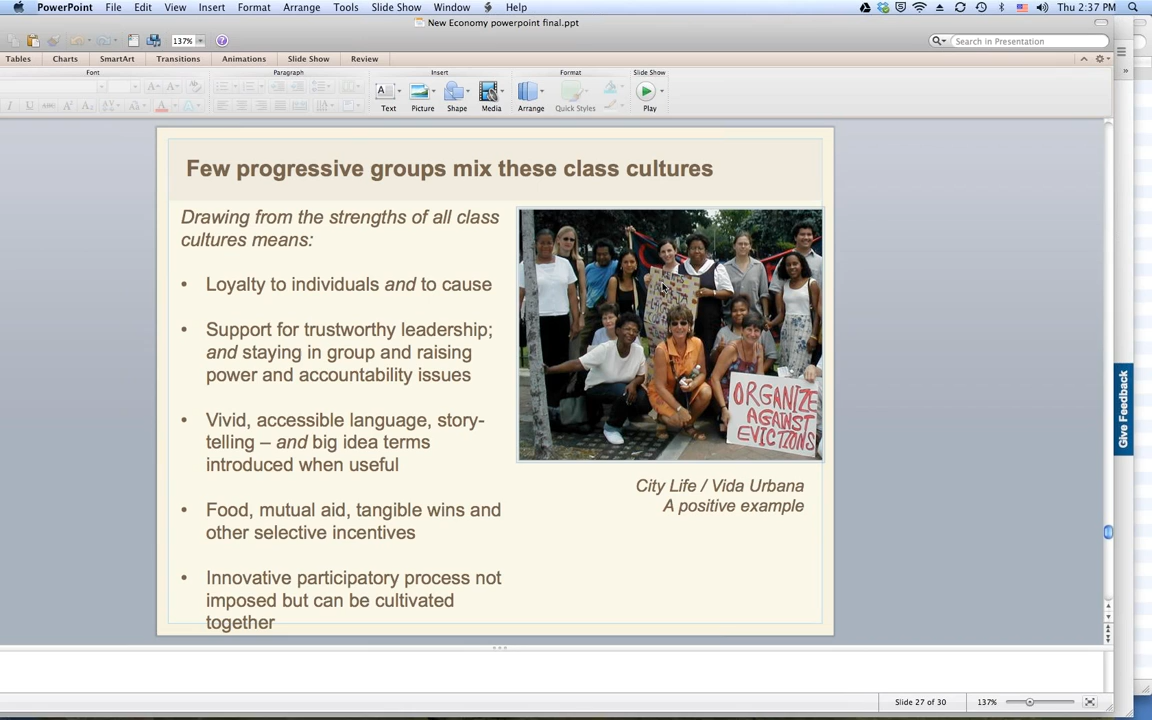 PowerPoint File Edit View Insert Format Arrange Tools Slide Show Window Help Thu 2:37 PM
New Economy powerpoint final.ppt
137% Search in Presentation
Tables Charts SmartArt Transitions Animations Slide Show Review
Font Paragraph Insert Format Slide Show
Text Picture Shape Media Arrange Quick Styles Play
Few progressive groups mix these class cultures
Drawing from the strengths of all class
cultures means:
• Loyalty to individuals and to cause
• Support for trustworthy leadership;
and staying in group and raising
power and accountability issues
• Vivid, accessible language, story-
telling – and big idea terms
introduced when useful
• Food, mutual aid, tangible wins and
other selective incentives
• Innovative participatory process not
imposed but can be cultivated
together
ORGANIZE
AGAINST
EVICTIONS
City Life / Vida Urbana
A positive example
Give Feedback
Slide 27 of 30 137%